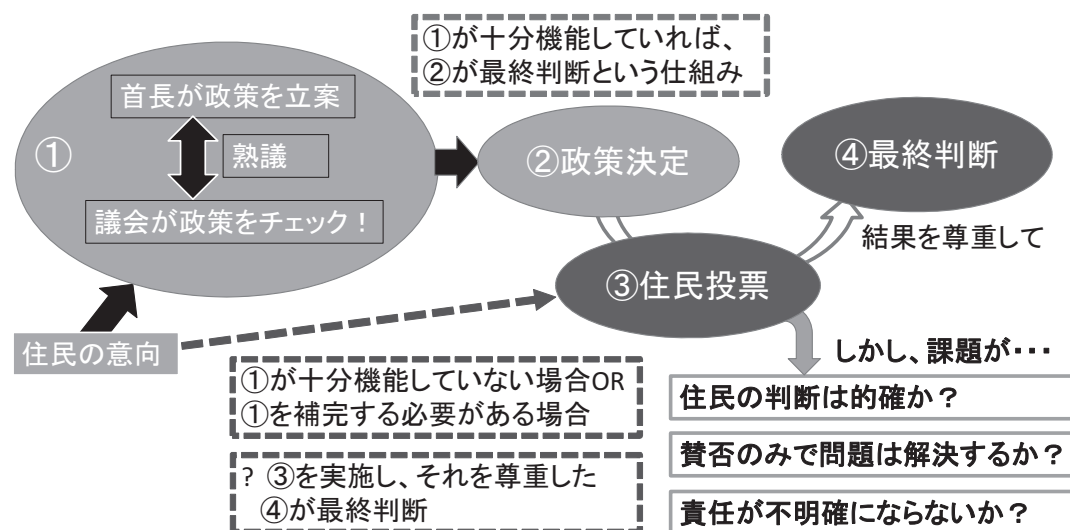 ①が十分機能していれば、
②が最終判断という仕組み
①
首長が政策を立案
熟議
議会が政策をチェック！
②政策決定
④最終判断
結果を尊重して
③住民投票
住民の意向
しかし、課題が･･･
①が十分機能していない場合OR
①を補完する必要がある場合
? ③を実施し、それを尊重した
④が最終判断
住民の判断は的確か？
賛否のみで問題は解決するか？
責任が不明確にならないか？